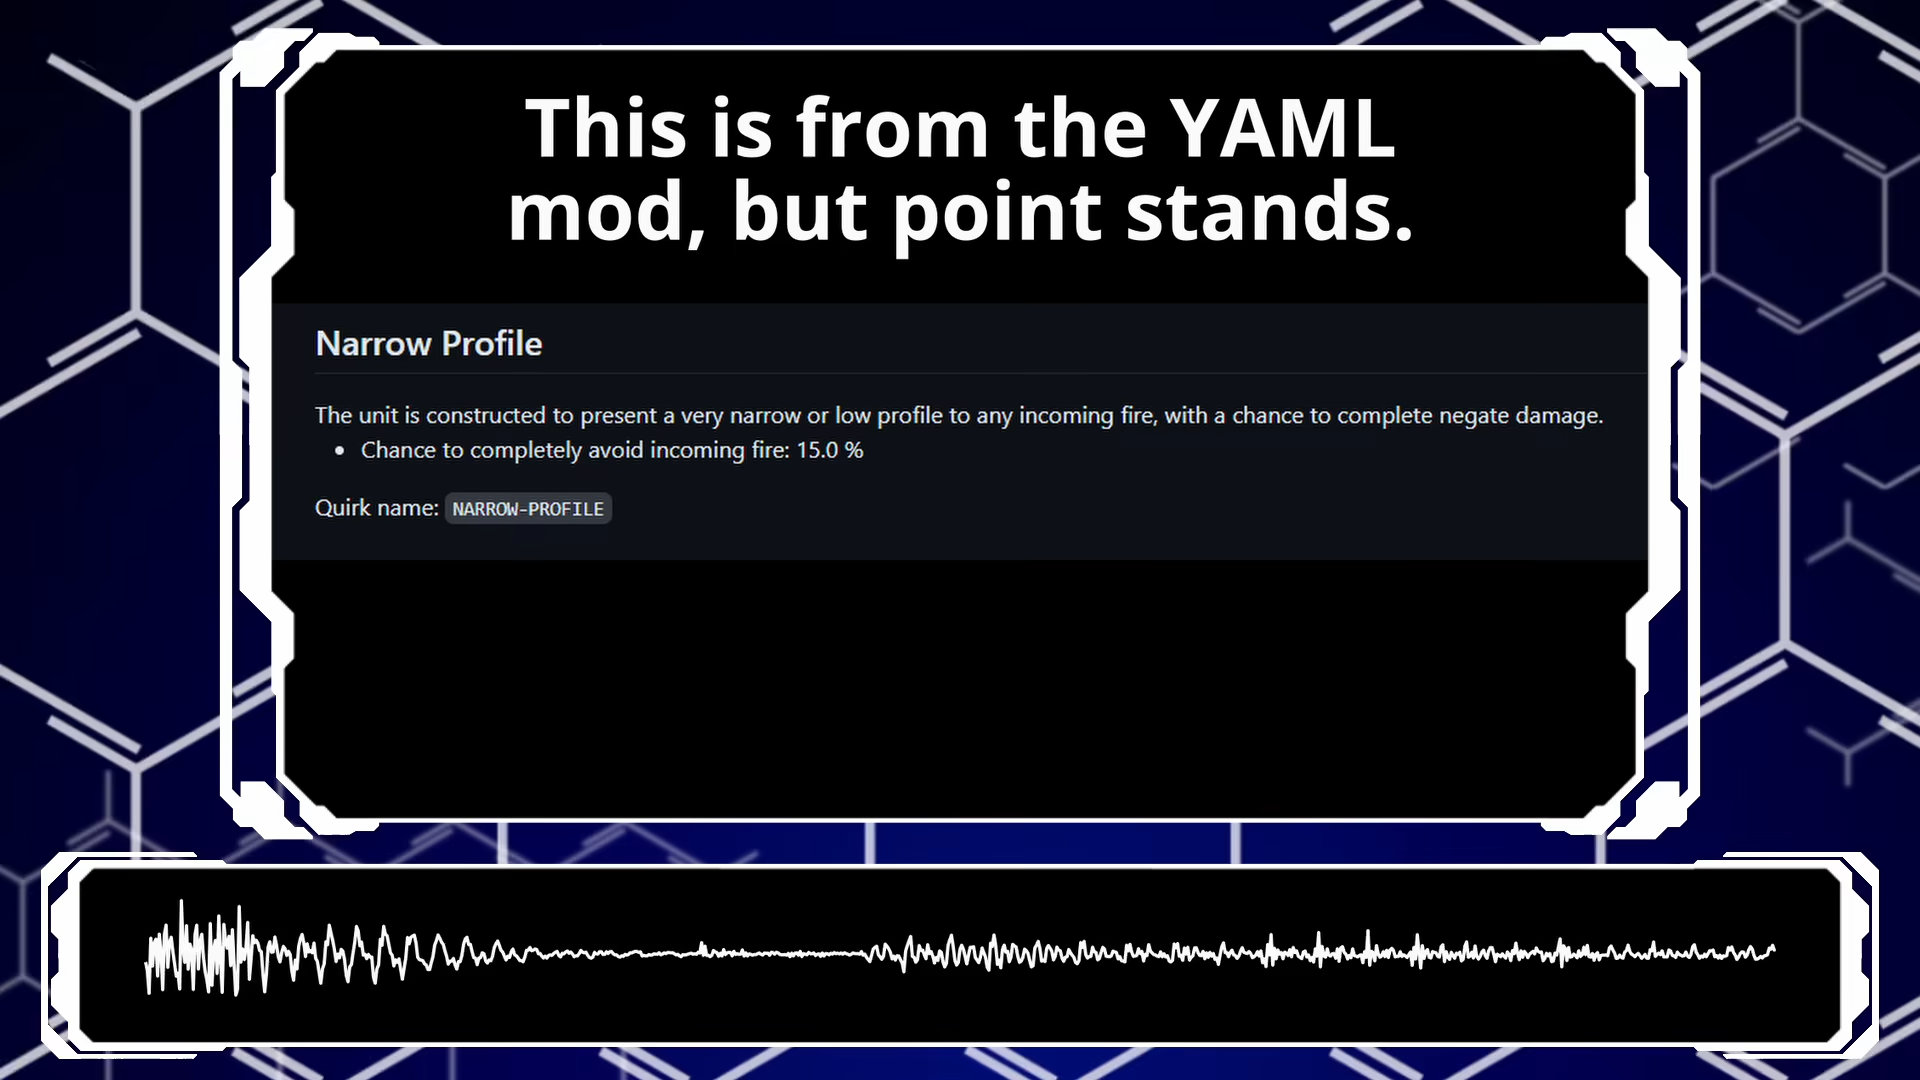 This is from the YAML
mod, but point stands.
Narrow Profile
The unit is constructed to present a very narrow or low profile to any incoming fire, with a chance to complete negate damage.
• Chance to completely avoid incoming fire: 15.0 %
Quirk name: NARROW-PROFILE